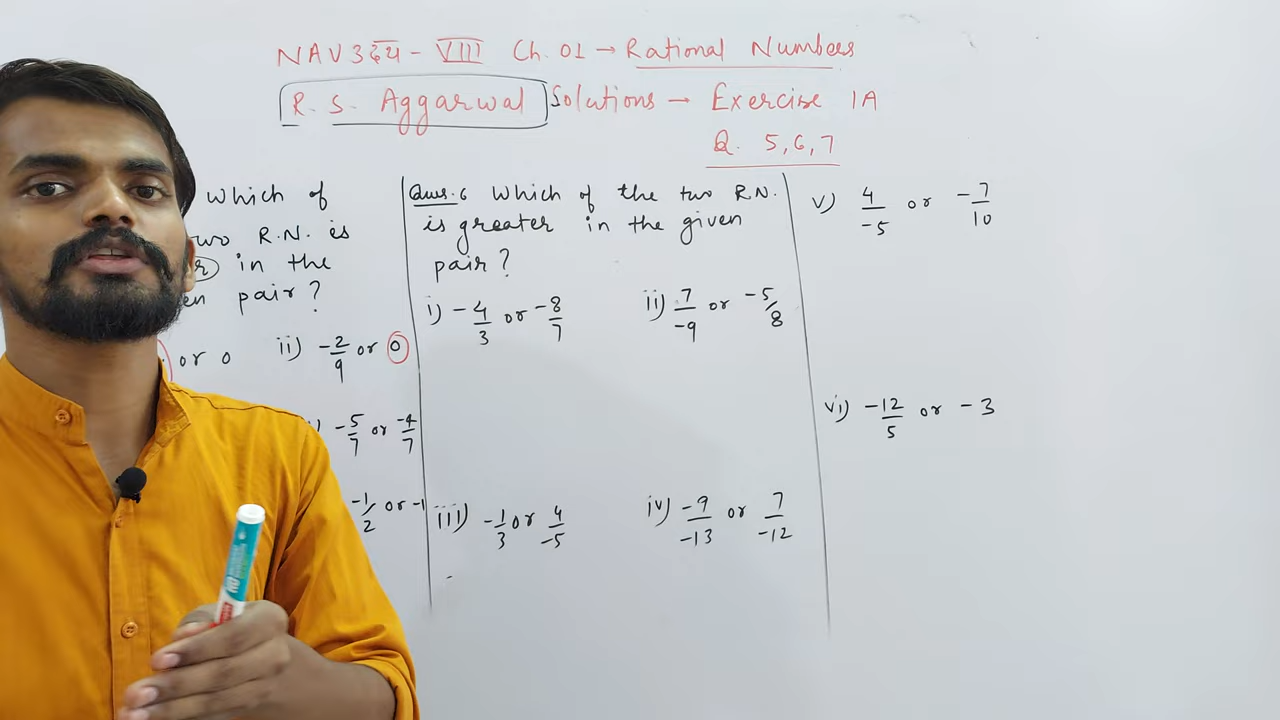 NAV3देय - VIII Ch. 01 → Rational Numbers
R. S. Aggarwal Solutions → Exercise 1A
Q. 5,6,7
which of
two R.N. is
in the
pair ?
or 0 ii) -2/9 or 0
-5/7 or -4/7
-1/2 or -1
Ques. 6 Which of the two R.N.
is greater in the given
pair ?
i) -4/3 or -8/7 ii) 7/-9 or -5/8
iii) -1/3 or 4/-5 iv) -9/-13 or 7/-12
v) 4/-5 or -7/10
vi) -12/5 or -3